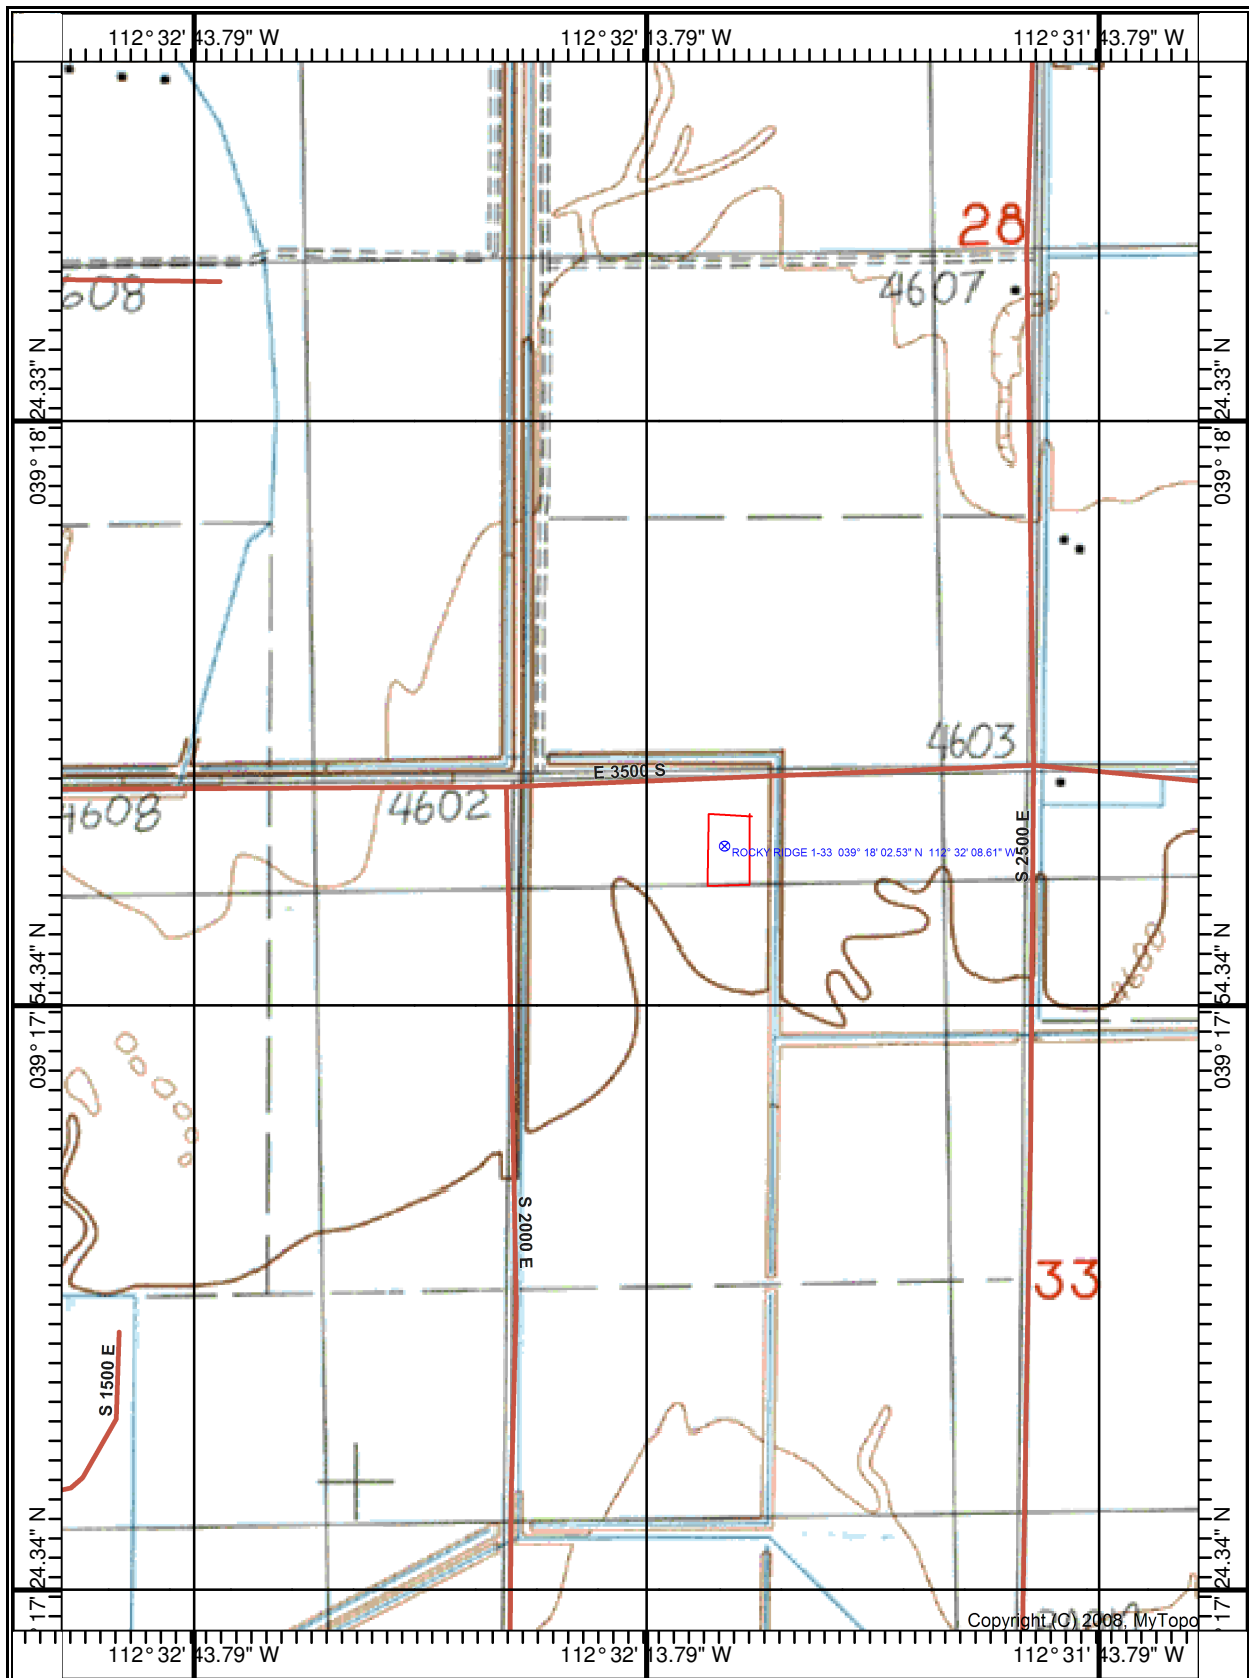 112° 32' 43.79" W
112° 32' 13.79" W
112° 31' 43.79" W
28
4608
4607
039° 18' 24.33" N
039° 18' 24.33" N
4603
E 3500 S
4608
4602
S 2500 E
ROCKY RIDGE 1-33 039° 18' 02.53" N 112° 32' 08.61" W
4600
039° 17' 54.34" N
039° 17' 54.34" N
S 2000 E
33
S 1500 E
17' 24.34" N
17' 24.34" N
Copyright (C) 2008, MyTopo
112° 32' 43.79" W
112° 32' 13.79" W
112° 31' 43.79" W